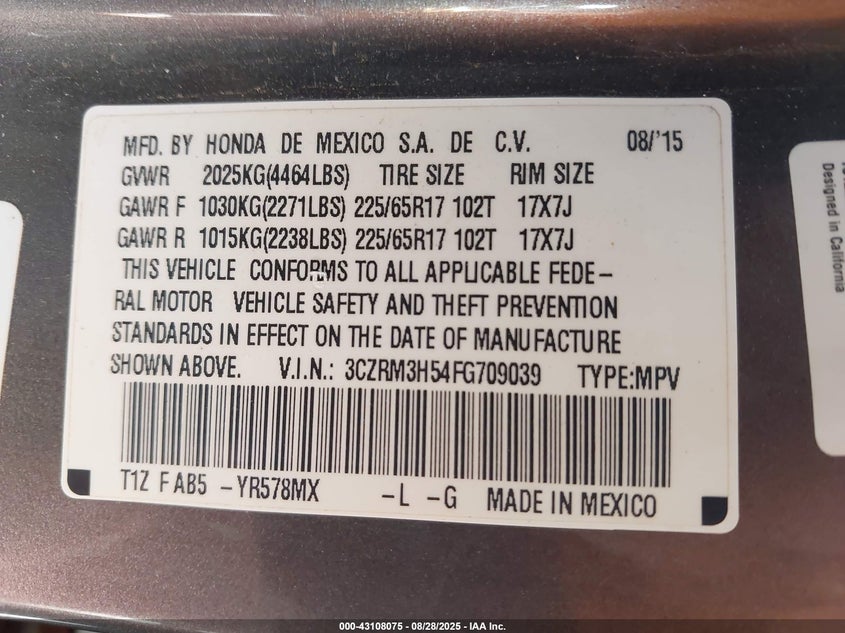 MFD. BY HONDA DE MEXICO S.A. DE C.V. 08/'15
GVWR 2025KG(4464LBS) TIRE SIZE RIM SIZE
GAWR F 1030KG(2271LBS) 225/65R17 102T 17X7J
GAWR R 1015KG(2238LBS) 225/65R17 102T 17X7J
THIS VEHICLE CONFORMS TO ALL APPLICABLE FEDE-
RAL MOTOR VEHICLE SAFETY AND THEFT PREVENTION
STANDARDS IN EFFECT ON THE DATE OF MANUFACTURE
SHOWN ABOVE. V.I.N.: 3CZRM3H54FG709039 TYPE:MPV
T1Z F AB5 -YR578MX -L -G MADE IN MEXICO
Designed in California
000-43108075 - 08/28/2025 - IAA Inc.